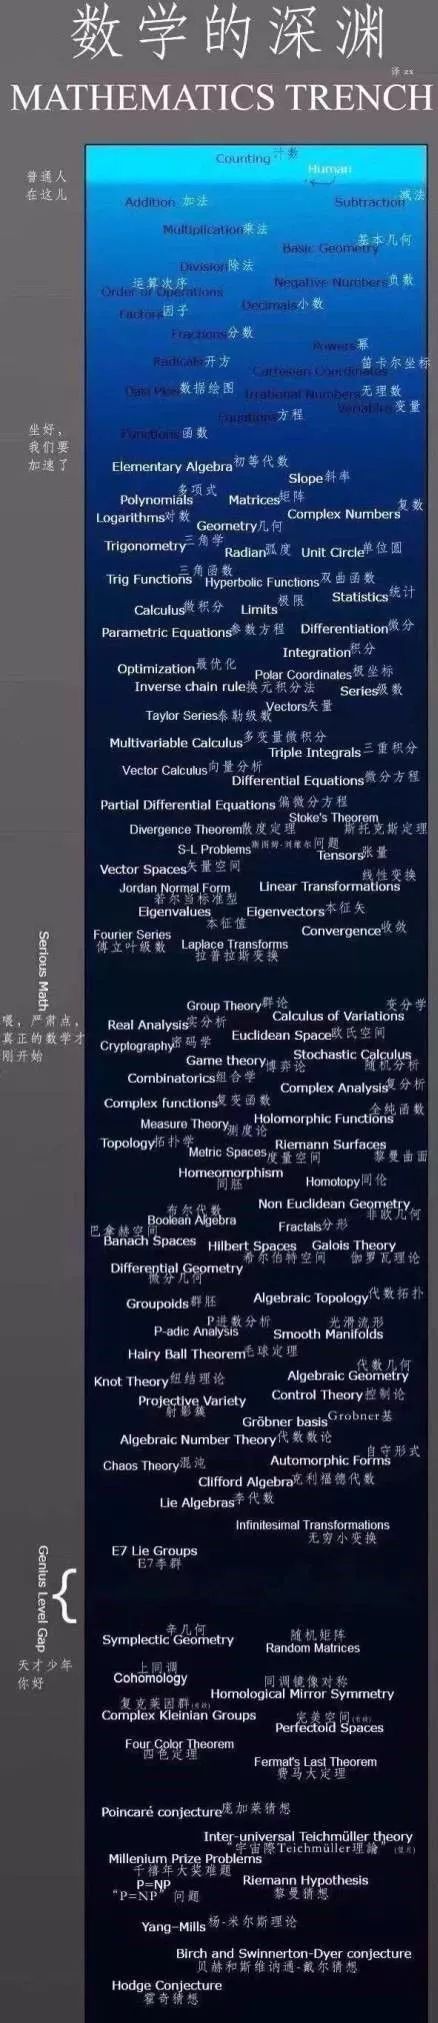 数学的深渊
译 zx
MATHEMATICS TRENCH
Counting 计数
Human
普通人
在这儿
Addition 加法
Subtraction 减法
Multiplication 乘法
Basic Geometry 基本几何
Division 除法
Order of Operations 运算次序
Negative Numbers 负数
Factors 因子
Decimals 小数
Fractions 分数
Powers 幂
Radicals 开方
Cartesian Coordinates 笛卡尔坐标
Data Plots 数据绘图
Irrational Numbers 无理数
Variables 变量
Equations 方程
Functions 函数
坐好,
我们要
加速了
Elementary Algebra 初等代数
Slope 斜率
Polynomials 多项式
Matrices 矩阵
Logarithms 对数
Complex Numbers 复数
Geometry 几何
Trigonometry 三角学
Radian 弧度
Unit Circle 单位圆
Trig Functions 三角函数
Hyperbolic Functions 双曲函数
Statistics 统计
Calculus 微积分
Limits 极限
Parametric Equations 参数方程
Differentiation 微分
Integration 积分
Optimization 最优化
Polar Coordinates 极坐标
Inverse chain rule 换元积分法
Series 级数
Vectors 矢量
Taylor Series 泰勒级数
Multivariable Calculus 多变量微积分
Triple Integrals 三重积分
Vector Calculus 向量分析
Differential Equations 微分方程
Partial Differential Equations 偏微分方程
Stoke's Theorem
斯托克斯定理
Divergence Theorem 散度定理
S-L Problems 斯图姆-刘维尔问题
Tensors 张量
Vector Spaces 矢量空间
线性变换
Linear Transformations
Jordan Normal Form
若尔当标准型
Eigenvalues
本征值
Eigenvectors 本征矢
Fourier Series
傅立叶级数
Convergence 收敛
Laplace Transforms
拉普拉斯变换
Serious Math
喂，严肃点，
真正的数学才
刚开始
Group Theory 群论
变分学
Calculus of Variations
Real Analysis 实分析
Euclidean Space 欧氏空间
Cryptography 密码学
Stochastic Calculus
随机分析
Game theory 博弈论
Combinatorics 组合学
Complex Analysis 复分析
Complex functions 复变函数
全纯函数
Holomorphic Functions
Measure Theory 测度论
Topology 拓扑学
Riemann Surfaces
黎曼曲面
Metric Spaces 度量空间
Homeomorphism
同胚
Homotopy 同伦
Non Euclidean Geometry
非欧几何
布尔代数
Boolean Algebra
Fractals 分形
巴拿赫空间
Banach Spaces
Hilbert Spaces
希尔伯特空间
Galois Theory
伽罗瓦理论
Differential Geometry
微分几何
Groupoids 群胚
Algebraic Topology 代数拓扑
P进数分析
P-adic Analysis
光滑流形
Smooth Manifolds
Hairy Ball Theorem 毛球定理
代数几何
Algebraic Geometry
Knot Theory 纽结理论
Projective Variety
射影簇
Control Theory 控制论
Gröbner basis Grobner基
Algebraic Number Theory 代数数论
自守形式
Automorphic Forms
Chaos Theory 混沌
Clifford Algebra 克利福德代数
Lie Algebras 李代数
Infinitesimal Transformations
无穷小变换
E7 Lie Groups
E7李群
Genius Level Gap
天才少年
你好
辛几何
Symplectic Geometry
随机矩阵
Random Matrices
上同调
Cohomology
同调镜像对称
Homological Mirror Symmetry
复克莱因群
Complex Kleinian Groups
完美空间
Perfectoid Spaces
Four Color Theorem
四色定理
Fermat's Last Theorem
费马大定理
Poincaré conjecture 庞加莱猜想
Inter-universal Teichmüller theory
"宇宙際Teichmüller理論"
Millenium Prize Problems
千禧年大奖难题
P=NP
"P=NP" 问题
Riemann Hypothesis
黎曼猜想
Yang–Mills 杨-米尔斯理论
Birch and Swinnerton-Dyer conjecture
贝赫和斯维讷通-戴尔猜想
Hodge Conjecture
霍奇猜想